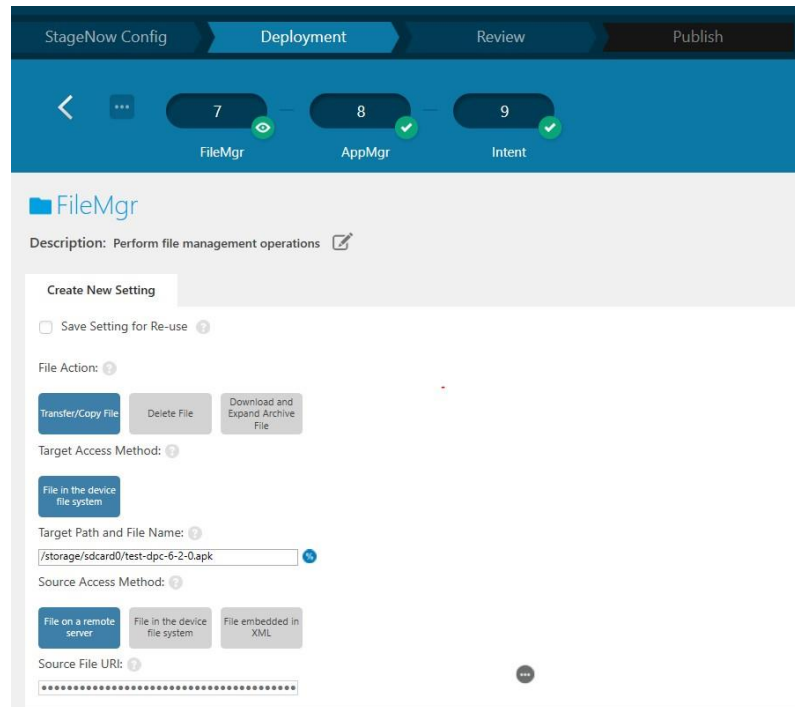 StageNow Config Deployment Review Publish
7 8 9
FileMgr AppMgr Intent
FileMgr
Description: Perform file management operations
Create New Setting
Save Setting for Re-use ?
File Action: ?
Transfer/Copy File Delete File Download and
Expand Archive
File
Target Access Method: ?
File in the device
file system
Target Path and File Name: ?
/storage/sdcard0/test-dpc-6-2-0.apk %
Source Access Method: ?
File on a remote
server File in the device
file system File embedded in
XML
Source File URI: ?